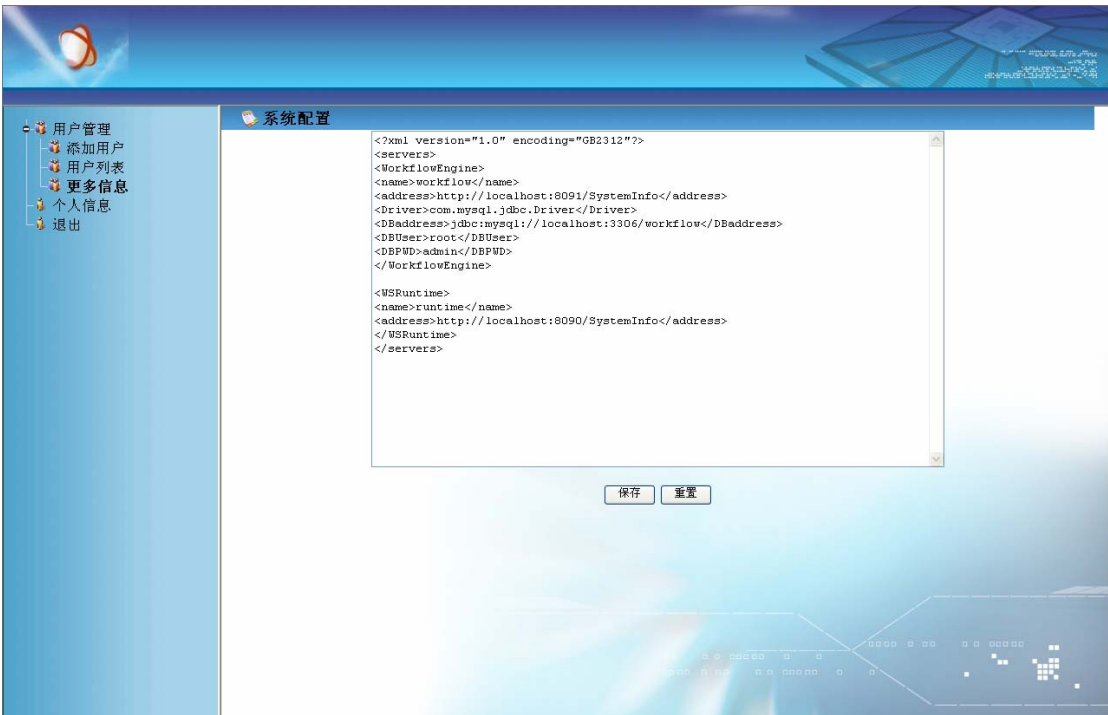 用户管理
添加用户
用户列表
更多信息
个人信息
退出
系统配置
<?xml version="1.0" encoding="GB2312"?>
<servers>
<WorkflowEngine>
<name>workflow</name>
<address>http://localhost:8091/SystemInfo</address>
<Driver>com.mysql.jdbc.Driver</Driver>
<DBaddress>jdbc:mysql://localhost:3306/workflow</DBaddress>
<DBUser>root</DBUser>
<DBPWD>admin</DBPWD>
</WorkflowEngine>
<WSRuntime>
<name>runtime</name>
<address>http://localhost:8090/SystemInfo</address>
</WSRuntime>
</servers>
保存 重置